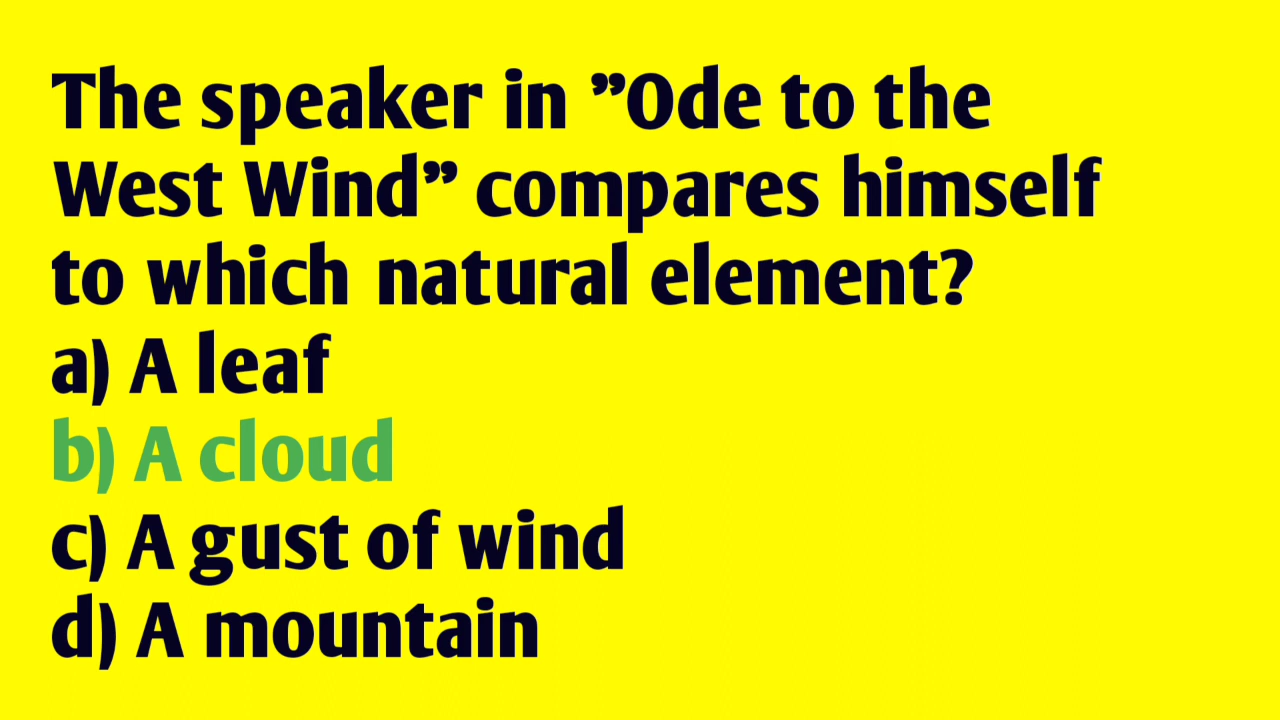 The speaker in ”Ode to the
West Wind” compares himself
to which natural element?
a) A leaf
b) A cloud
c) A gust of wind
d) A mountain